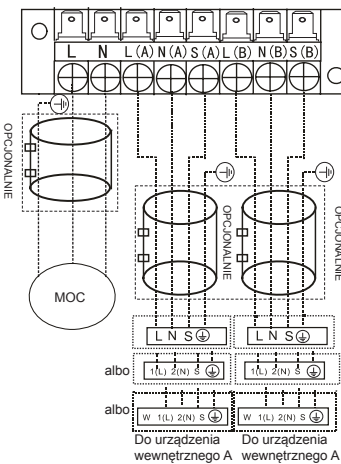 L N L(A) N(A) S(A) L(B) N(B) S(B)
OPCJONALNIE
OPCJONALNIE
OPCJONALNIE
MOC
L N S
L N S
albo
1(L) 2(N) S
1(L) 2(N) S
albo
W 1(L) 2(N) S
W 1(L) 2(N) S
Do urządzenia
wewnętrznego A
Do urządzenia
wewnętrznego A